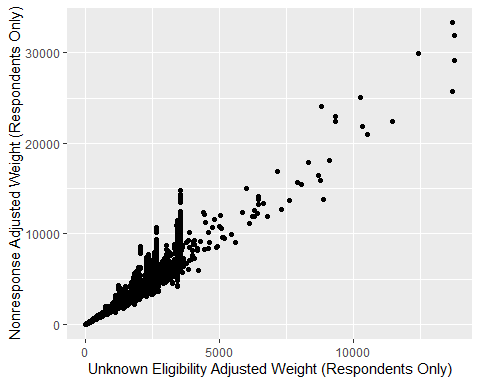 Nonresponse Adjusted Weight (Respondents Only)
30000
20000
10000
0
0 5000 10000
Unknown Eligibility Adjusted Weight (Respondents Only)